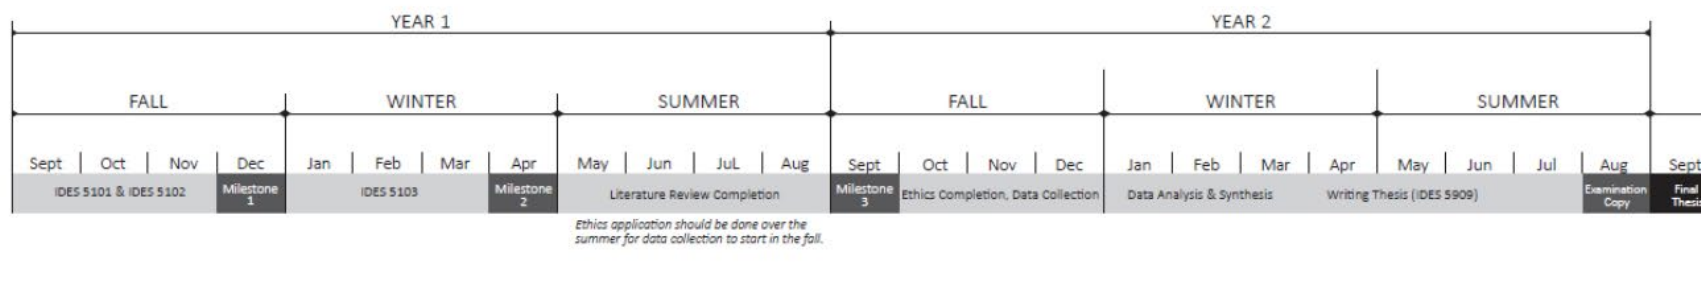 YEAR 1 YEAR 2
FALL WINTER SUMMER FALL WINTER SUMMER
Sept Oct Nov Dec Jan Feb Mar Apr May Jun JuL Aug Sept Oct Nov Dec Jan Feb Mar Apr May Jun Jul Aug Sept
IDES 5101 & IDES 5102 Milestone 1 IDES 5103 Milestone 2 Literature Review Completion Milestone 3 Ethics Completion, Data Collection Data Analysis & Synthesis Writing Thesis (IDES 5909) Examination Copy Final Thesis
Ethics application should be done over the
summer for data collection to start in the fall.